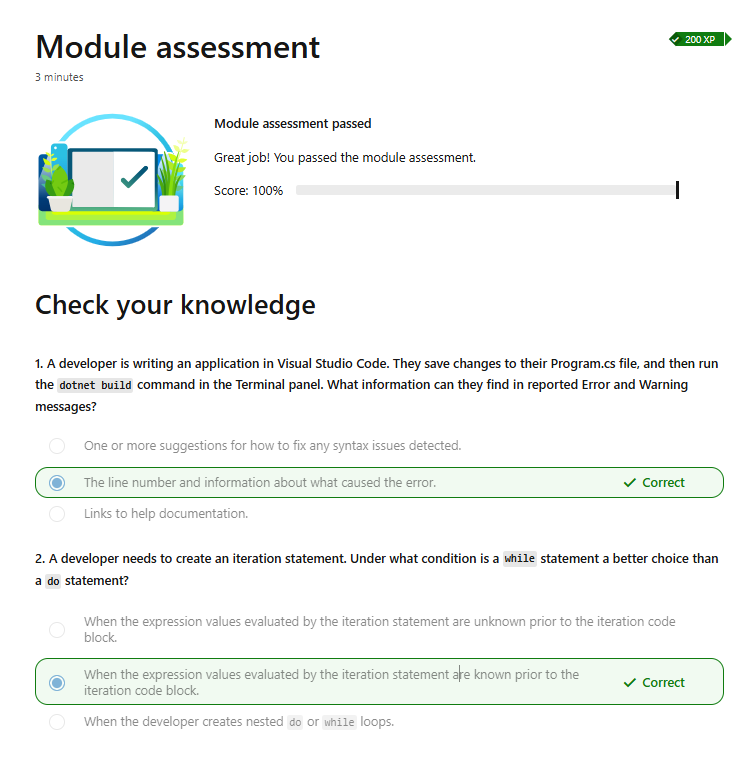 Module assessment
200 XP
3 minutes
Module assessment passed
Great job! You passed the module assessment.
Score: 100%
Check your knowledge
1. A developer is writing an application in Visual Studio Code. They save changes to their Program.cs file, and then run
the dotnet build command in the Terminal panel. What information can they find in reported Error and Warning
messages?
One or more suggestions for how to fix any syntax issues detected.
The line number and information about what caused the error.
Correct
Links to help documentation.
2. A developer needs to create an iteration statement. Under what condition is a while statement a better choice than
a do statement?
When the expression values evaluated by the iteration statement are unknown prior to the iteration code
block.
When the expression values evaluated by the iteration statement are known prior to the
iteration code block.
Correct
When the developer creates nested do or while loops.